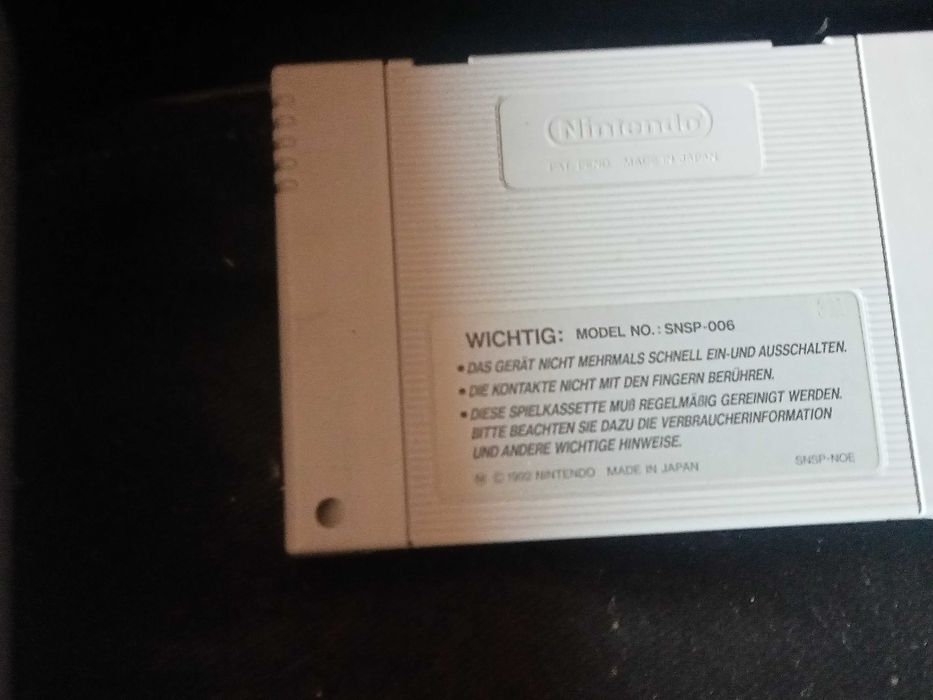 Nintendo
PAT. PEND. MADE IN JAPAN
WICHTIG: MODEL NO.: SNSP-006
• DAS GERÄT NICHT MEHRMALS SCHNELL EIN-UND AUSSCHALTEN.
• DIE KONTAKTE NICHT MIT DEN FINGERN BERÜHREN.
• DIESE SPIELKASSETTE MUß REGELMÄßIG GEREINIGT WERDEN.
BITTE BEACHTEN SIE DAZU DIE VERBRAUCHERINFORMATION
UND ANDERE WICHTIGE HINWEISE.
© 1992 NINTENDO MADE IN JAPAN
SNSP-NOE